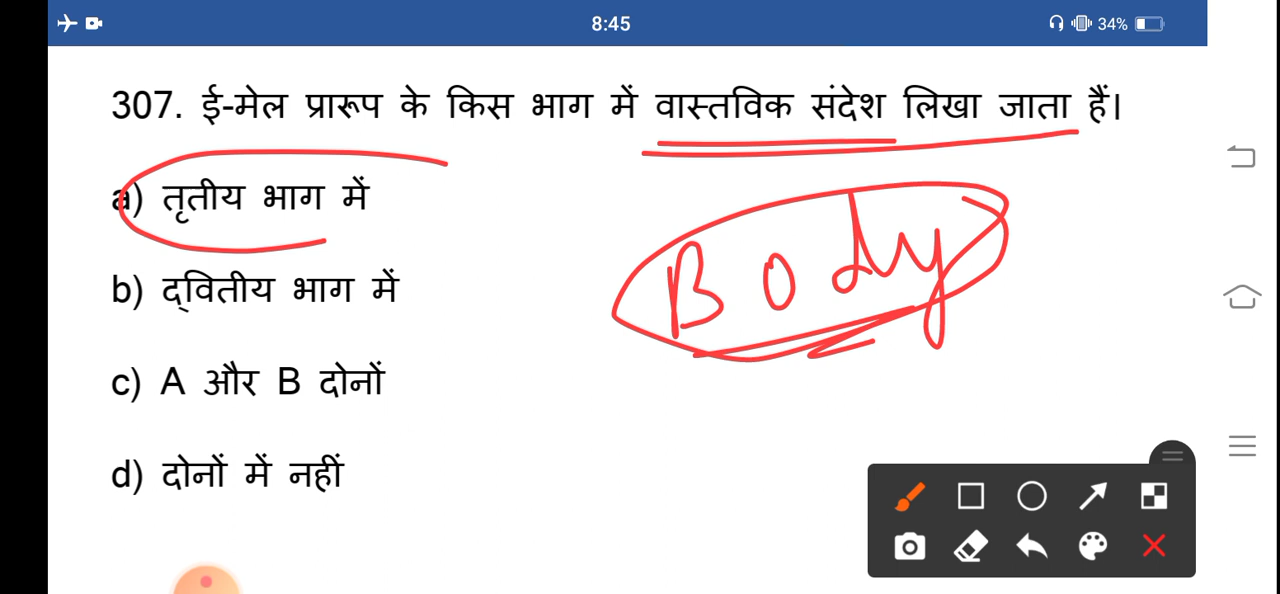 8:45
34%
307. ई-मेल प्रारूप के किस भाग में वास्तविक संदेश लिखा जाता हैं।
a) तृतीय भाग में
Body
b) द्वितीय भाग में
c) A और B दोनों
d) दोनों में नहीं